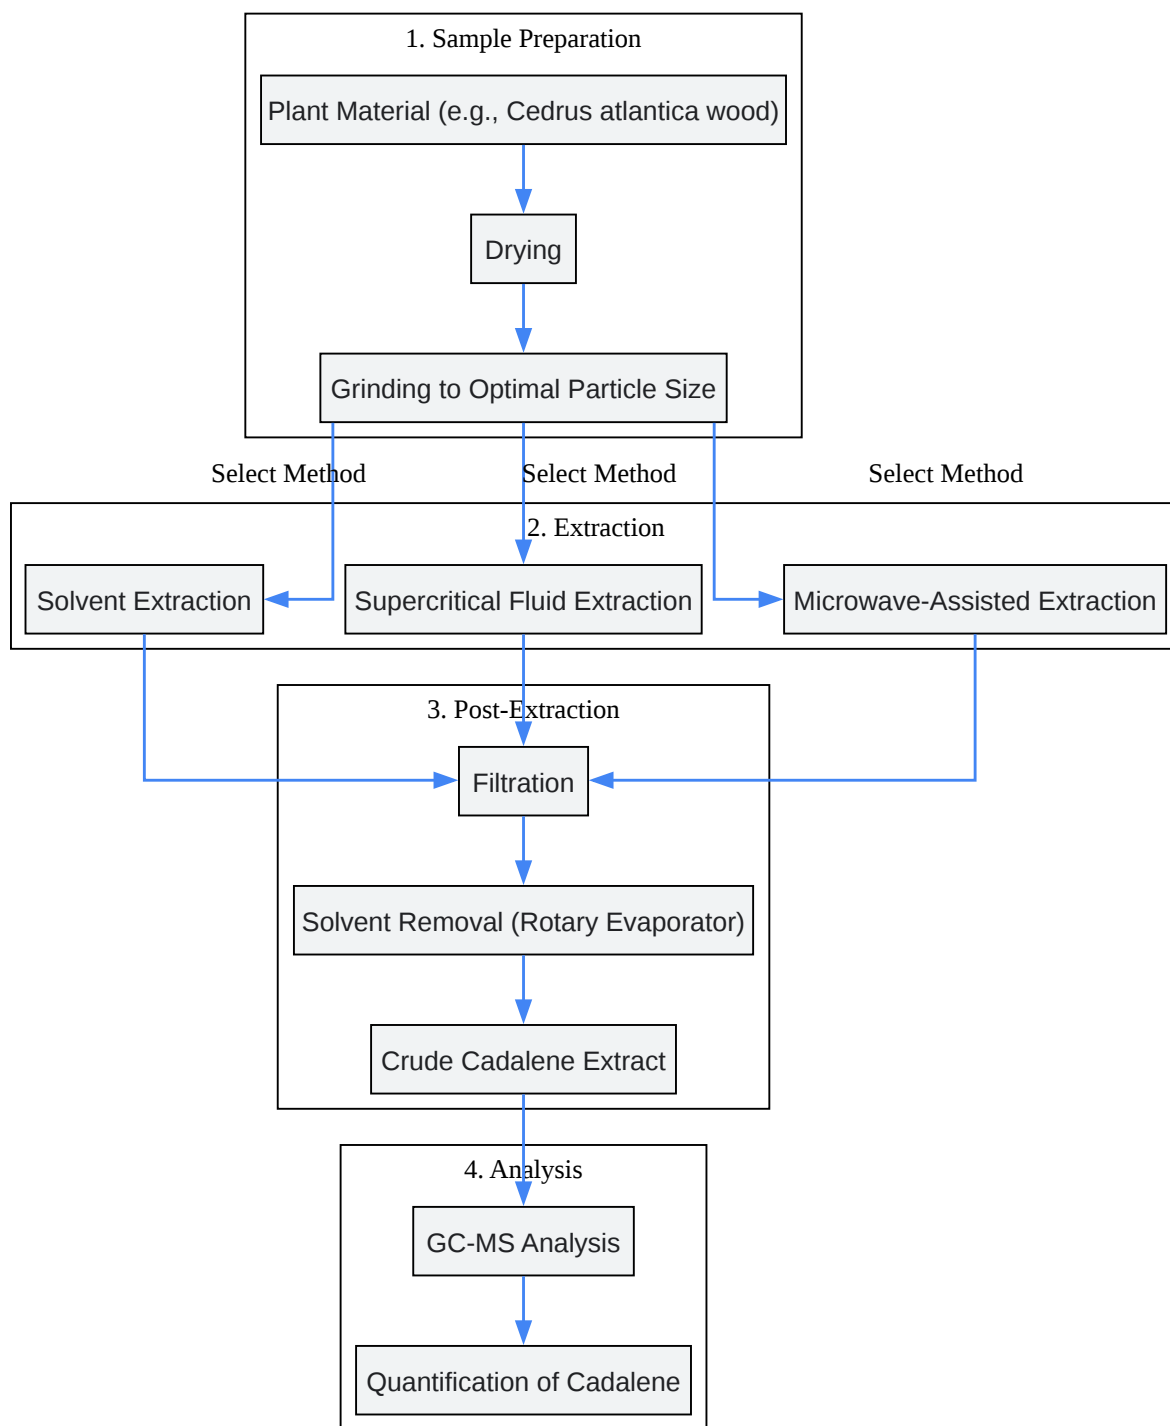 1. Sample Preparation
Plant Material (e.g., Cedrus atlantica wood)
Drying
Grinding to Optimal Particle Size
Select Method
Select Method
Select Method
2. Extraction
Solvent Extraction
Supercritical Fluid Extraction
Microwave-Assisted Extraction
3. Post-Extraction
Filtration
Solvent Removal (Rotary Evaporator)
Crude Cadalene Extract
4. Analysis
GC-MS Analysis
Quantification of Cadalene